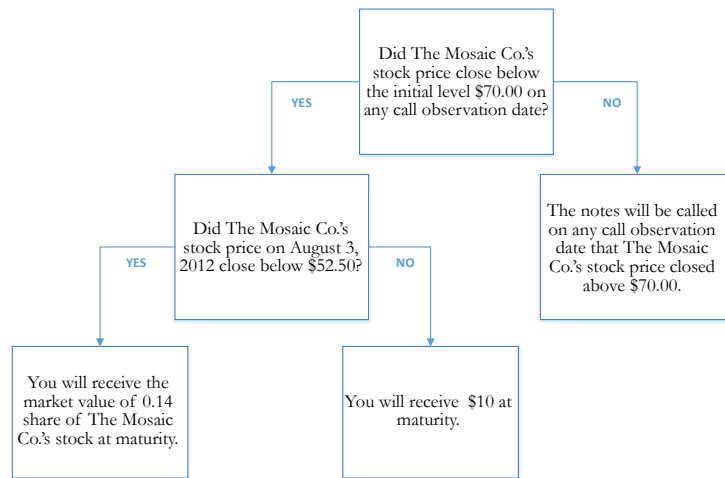 Did The Mosaic Co.'s
stock price close below
the initial level $70.00 on
any call observation date?
YES
NO
Did The Mosaic Co.'s
stock price on August 3,
2012 close below $52.50?
The notes will be called
on any call observation
date that The Mosaic
Co.'s stock price closed
above $70.00.
YES
NO
You will receive the
market value of 0.14
share of The Mosaic
Co.'s stock at maturity.
You will receive $10 at
maturity.